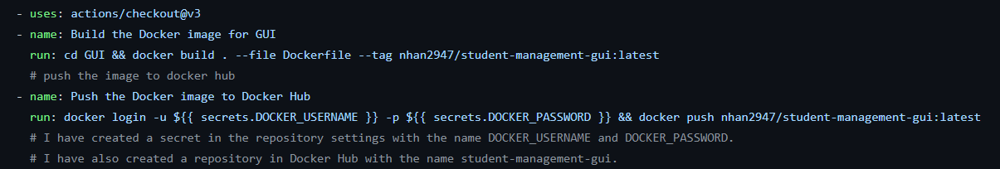 - uses: actions/checkout@v3
- name: Build the Docker image for GUI
run: cd GUI && docker build . --file Dockerfile --tag nhan2947/student-management-gui:latest
# push the image to docker hub
- name: Push the Docker image to Docker Hub
run: docker login -u ${{ secrets.DOCKER_USERNAME }} -p ${{ secrets.DOCKER_PASSWORD }} && docker push nhan2947/student-management-gui:latest
# I have created a secret in the repository settings with the name DOCKER_USERNAME and DOCKER_PASSWORD.
# I have also created a repository in Docker Hub with the name student-management-gui.